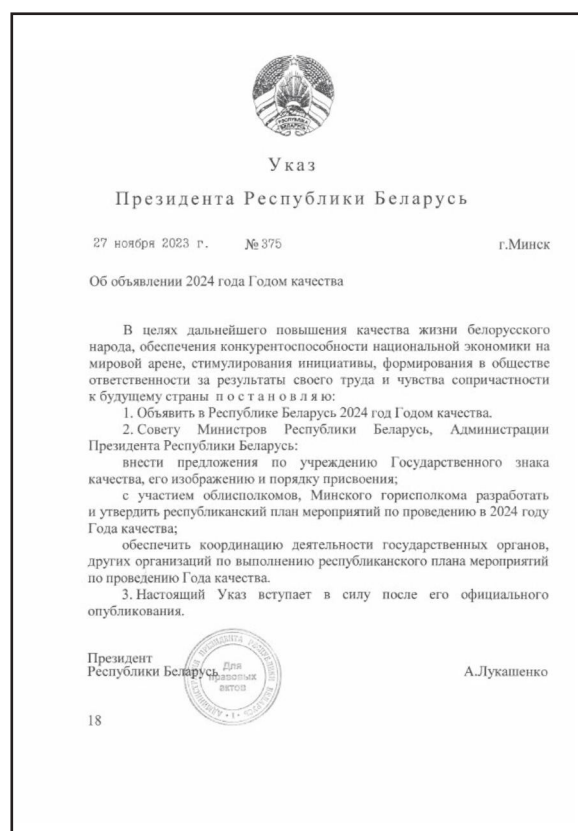 Указ
Президента Республики Беларусь
27 ноября 2023 г. № 375 г.Минск
Об объявлении 2024 года Годом качества
В целях дальнейшего повышения качества жизни белорусского
народа, обеспечения конкурентоспособности национальной экономики на
мировой арене, стимулирования инициативы, формирования в обществе
ответственности за результаты своего труда и чувства сопричастности
к будущему страны постановляю:
1. Объявить в Республике Беларусь 2024 год Годом качества.
2. Совету Министров Республики Беларусь, Администрации
Президента Республики Беларусь:
внести предложения по учреждению Государственного знака
качества, его изображению и порядку присвоения;
с участием облисполкомов, Минского горисполкома разработать
и утвердить республиканский план мероприятий по проведению в 2024 году
Года качества;
обеспечить координацию деятельности государственных органов,
других организаций по выполнению республиканского плана мероприятий
по проведению Года качества.
3. Настоящий Указ вступает в силу после его официального
опубликования.
Президент
Республики Беларусь А.Лукашенко
Для
правовых
актов
АДМИНИСТРАЦИЯ ПРЕЗИДЕНТА РЕСПУБЛИКИ БЕЛАРУСЬ
18